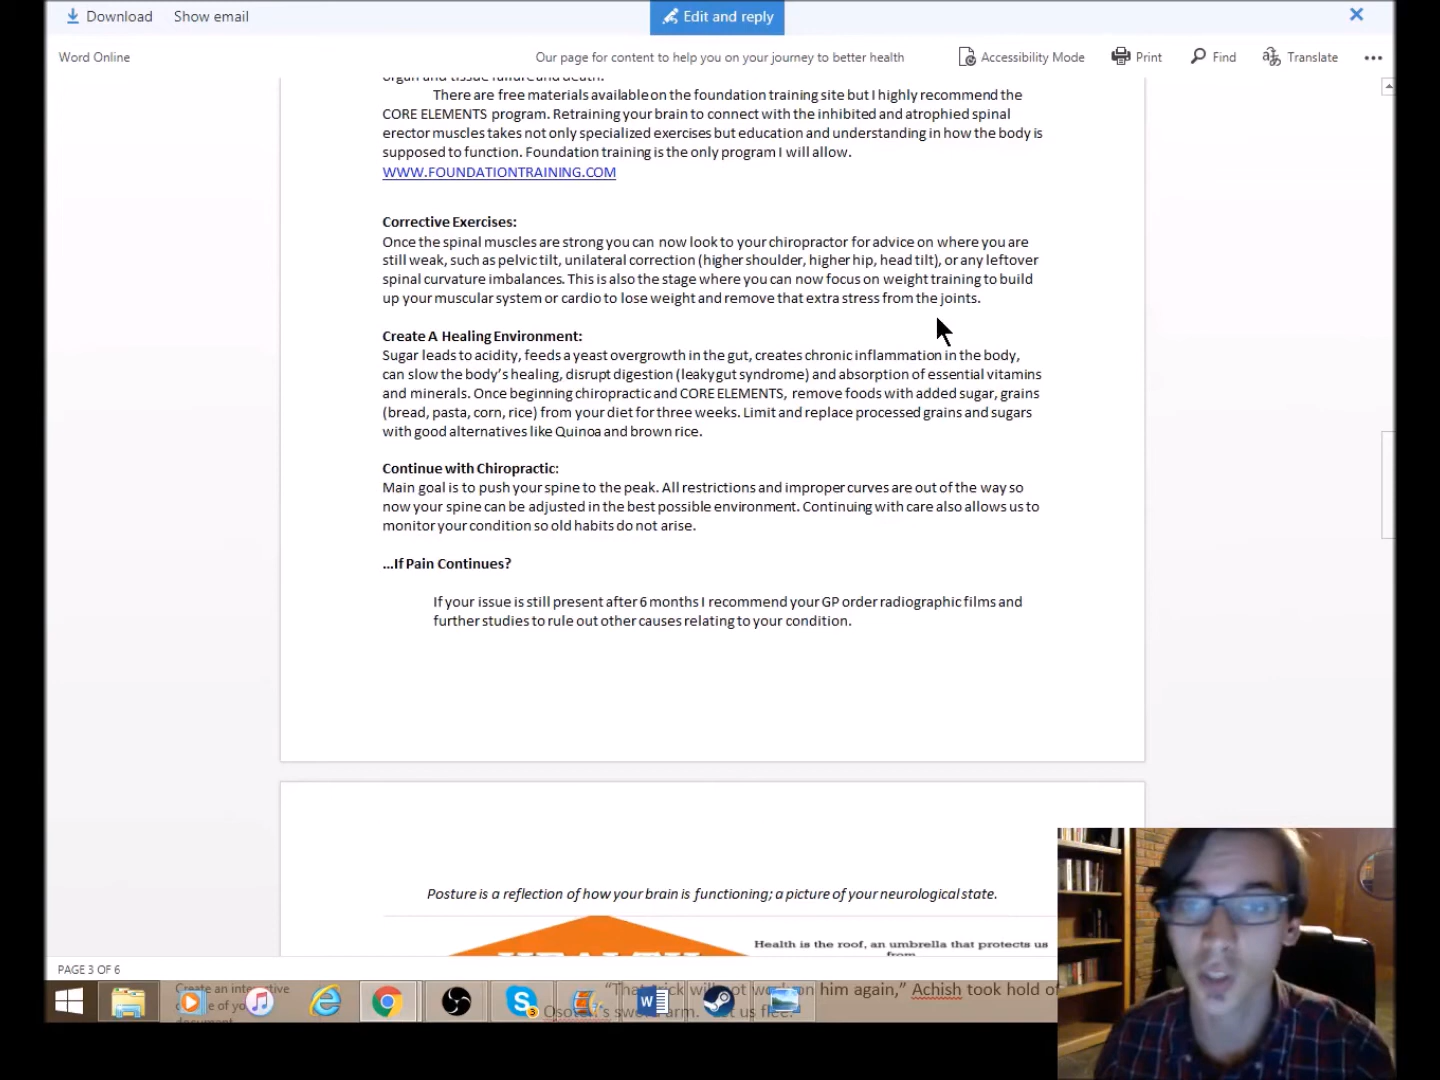 Download Show email Edit and reply
Word Online Our page for content to help you on your journey to better health Accessibility Mode Print Find Translate
organ and tissue failure and death.
There are free materials available on the foundation training site but I highly recommend the
CORE ELEMENTS program. Retraining your brain to connect with the inhibited and atrophied spinal
erector muscles takes not only specialized exercises but education and understanding in how the body is
supposed to function. Foundation training is the only program I will allow.
WWW.FOUNDATIONTRAINING.COM
Corrective Exercises:
Once the spinal muscles are strong you can now look to your chiropractor for advice on where you are
still weak, such as pelvic tilt, unilateral correction (higher shoulder, higher hip, head tilt), or any leftover
spinal curvature imbalances. This is also the stage where you can now focus on weight training to build
up your muscular system or cardio to lose weight and remove that extra stress from the joints.
Create A Healing Environment:
Sugar leads to acidity, feeds a yeast overgrowth in the gut, creates chronic inflammation in the body,
can slow the body's healing, disrupt digestion (leaky gut syndrome) and absorption of essential vitamins
and minerals. Once beginning chiropractic and CORE ELEMENTS, remove foods with added sugar, grains
(bread, pasta, corn, rice) from your diet for three weeks. Limit and replace processed grains and sugars
with good alternatives like Quinoa and brown rice.
Continue with Chiropractic:
Main goal is to push your spine to the peak. All restrictions and improper curves are out of the way so
now your spine can be adjusted in the best possible environment. Continuing with care also allows us to
monitor your condition so old habits do not arise.
...If Pain Continues?
If your issue is still present after 6 months I recommend your GP order radiographic films and
further studies to rule out other causes relating to your condition.
Posture is a reflection of how your brain is functioning; a picture of your neurological state.
Health is the roof, an umbrella that protects us
from
HEALTH
PAGE 3 OF 6
Create an
of
him again," Achish took hold of